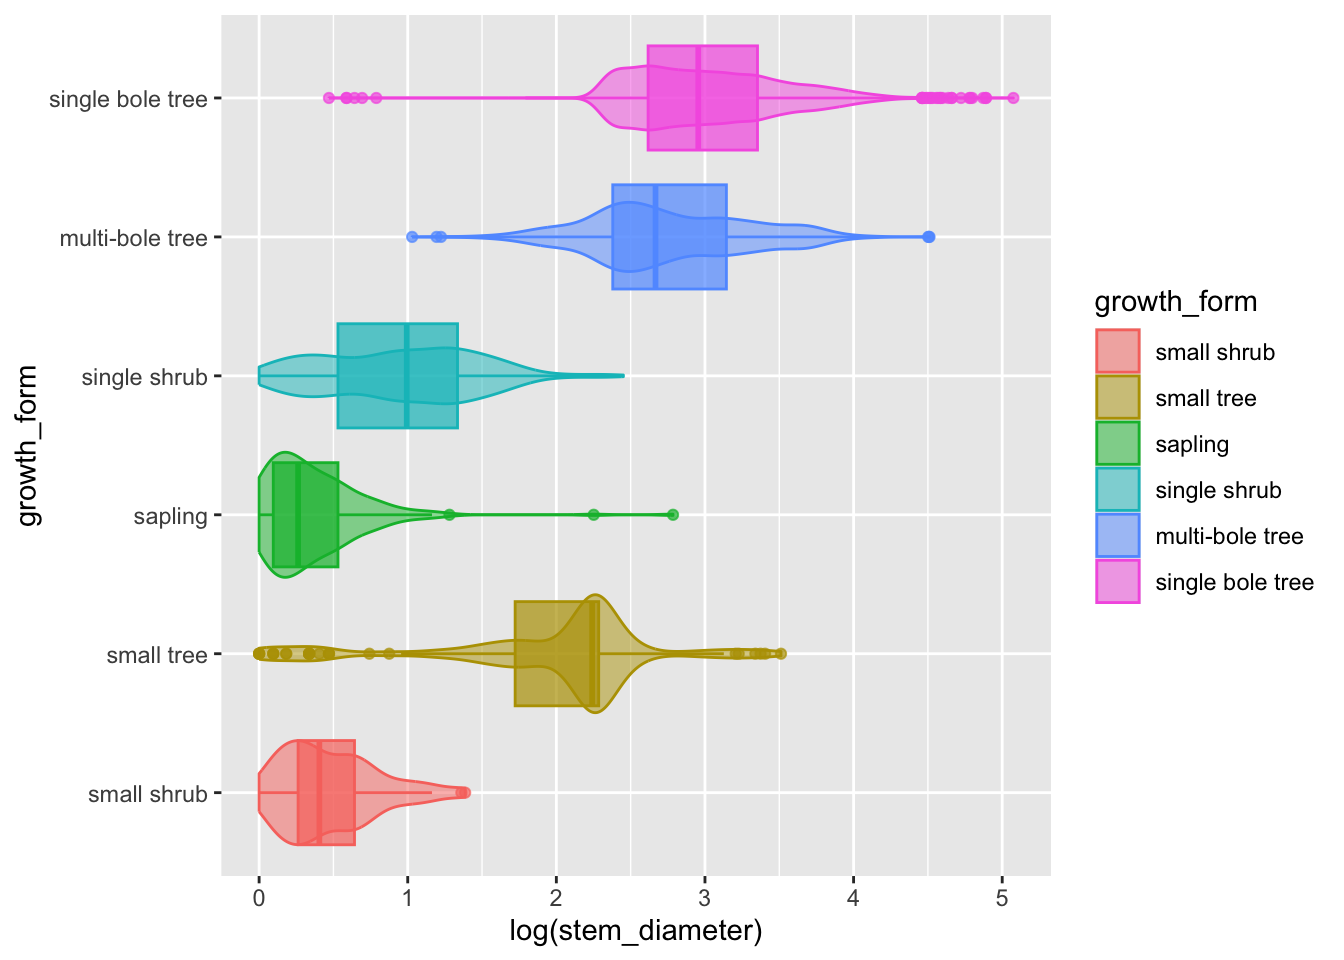 single bole tree
multi-bole tree
single shrub
sapling
small tree
small shrub
growth_form
0 1 2 3 4 5
log(stem_diameter)
growth_form
small shrub
small tree
sapling
single shrub
multi-bole tree
single bole tree